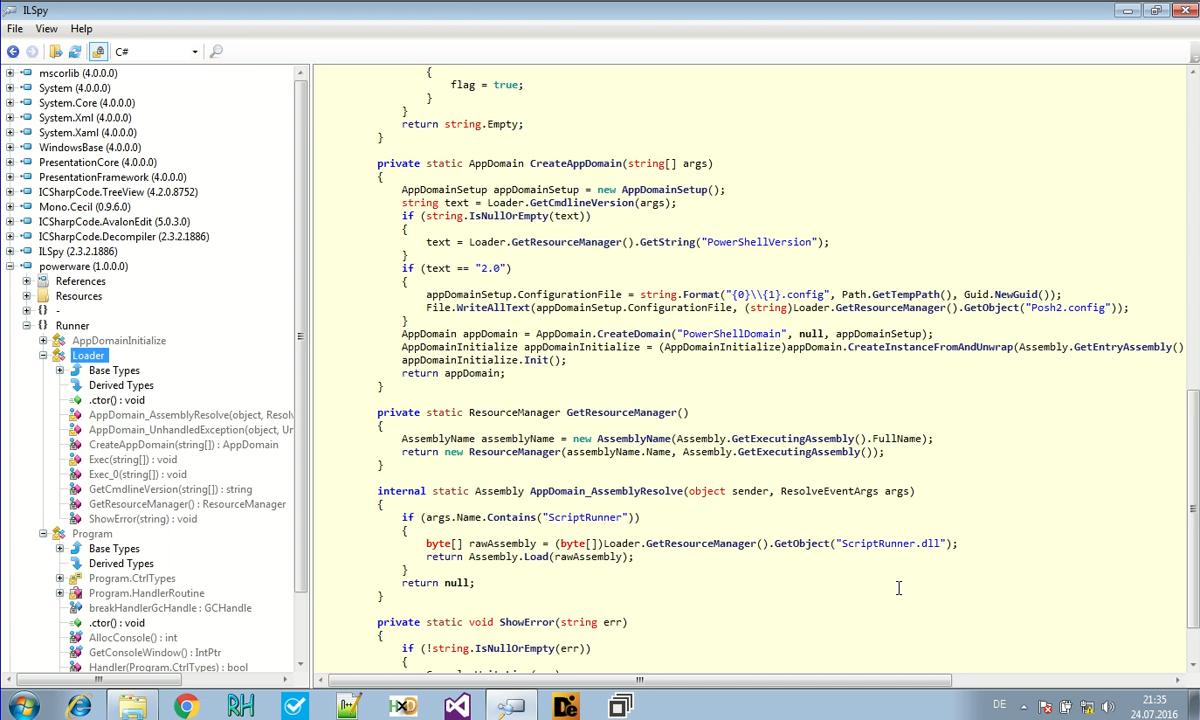 ILSpy
File View Help
C#
mscorlib (4.0.0.0)
System (4.0.0.0)
System.Core (4.0.0.0)
System.Xml (4.0.0.0)
System.Xaml (4.0.0.0)
WindowsBase (4.0.0.0)
PresentationCore (4.0.0.0)
PresentationFramework (4.0.0.0)
ICSharpCode.TreeView (4.2.0.8752)
Mono.Cecil (0.9.6.0)
ICSharpCode.AvalonEdit (5.0.3.0)
ICSharpCode.Decompiler (2.3.2.1886)
ILSpy (2.3.2.1886)
powerware (1.0.0.0)
References
Resources
{} -
{} Runner
AppDomainInitialize
Loader
Base Types
Derived Types
.ctor() : void
AppDomain_AssemblyResolve(object, Resol
AppDomain_UnhandledException(object, Un
CreateAppDomain(string[]) : AppDomain
Exec(string[]) : void
Exec_0(string[]) : void
GetCmdlineVersion(string[]) : string
GetResourceManager() : ResourceManager
ShowError(string) : void
Program
Base Types
Derived Types
Program.CtrlTypes
Program.HandlerRoutine
breakHandlerGcHandle : GCHandle
.ctor() : void
AllocConsole() : int
GetConsoleWindow() : IntPtr
Handler(Program.CtrlTypes) : bool
{
flag = true;
}
}
return string.Empty;
}
private static AppDomain CreateAppDomain(string[] args)
{
AppDomainSetup appDomainSetup = new AppDomainSetup();
string text = Loader.GetCmdlineVersion(args);
if (string.IsNullOrEmpty(text))
{
text = Loader.GetResourceManager().GetString("PowerShellVersion");
}
if (text == "2.0")
{
appDomainSetup.ConfigurationFile = string.Format("{0}\\{1}.config", Path.GetTempPath(), Guid.NewGuid());
File.WriteAllText(appDomainSetup.ConfigurationFile, (string)Loader.GetResourceManager().GetObject("Posh2.config"));
}
AppDomain appDomain = AppDomain.CreateDomain("PowerShellDomain", null, appDomainSetup);
AppDomainInitialize appDomainInitialize = (AppDomainInitialize)appDomain.CreateInstanceFromAndUnwrap(Assembly.GetEntryAssembly()
appDomainInitialize.Init();
return appDomain;
}
private static ResourceManager GetResourceManager()
{
AssemblyName assemblyName = new AssemblyName(Assembly.GetExecutingAssembly().FullName);
return new ResourceManager(assemblyName.Name, Assembly.GetExecutingAssembly());
}
internal static Assembly AppDomain_AssemblyResolve(object sender, ResolveEventArgs args)
{
if (args.Name.Contains("ScriptRunner"))
{
byte[] rawAssembly = (byte[])Loader.GetResourceManager().GetObject("ScriptRunner.dll");
return Assembly.Load(rawAssembly);
}
return null;
}
private static void ShowError(string err)
{
if (!string.IsNullOrEmpty(err))
{
DE
21:35
24.07.2016